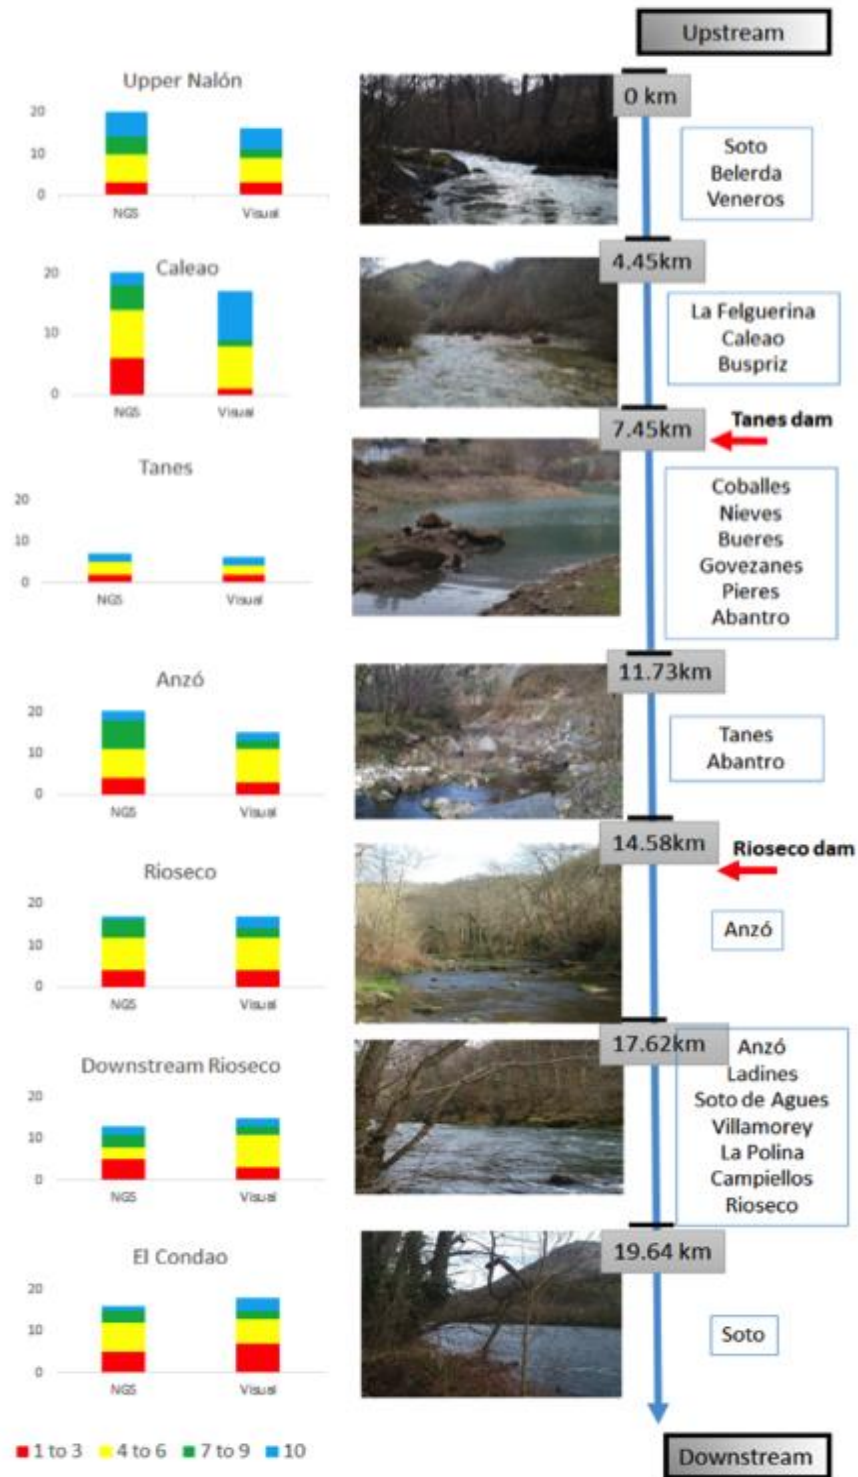 Upstream
Upper Nalón
20
10
0
NGS Visual
0 km
Soto
Belerda
Veneros
4.45km
Caleao
20
10
0
NGS Visual
La Felguerina
Caleao
Buspriz
7.45km
Tanes dam
Tanes
20
10
0
NGS Visual
Coballes
Nieves
Bueres
Govezanes
Pieres
Abantro
11.73km
Anzó
20
10
0
NGS Visual
Tanes
Abantro
14.58km
Rioseco dam
Rioseco
20
10
0
NGS Visual
Anzó
17.62km
Downstream Rioseco
20
10
0
NGS Visual
Anzó
Ladines
Soto de Agues
Villamorey
La Polina
Campiellos
Rioseco
19.64 km
El Condao
20
10
0
NGS Visual
Soto
1 to 3 4 to 6 7 to 9 10
Downstream